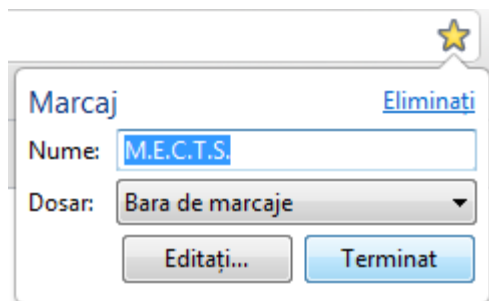 Marcaj Eliminați
Nume: M.E.C.T.S.
Dosar: Bara de marcaje
Editați... Terminat